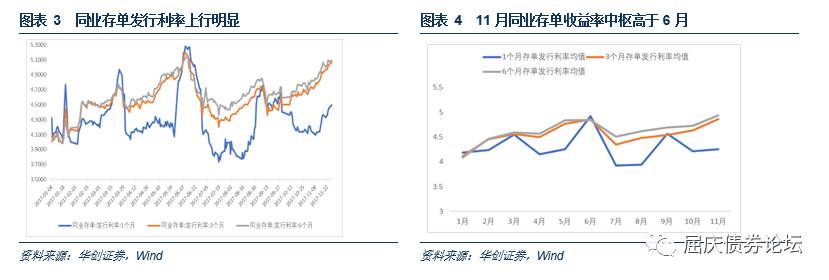 图表 3 同业存单发行利率上行明显
5.3000
5.1000
4.9000
4.7000
4.5000
4.3000
4.1000
3.9000
3.7000
3.5000
同业存单:发行利率:1个月 同业存单:发行利率:3个月 同业存单:发行利率:6个月
资料来源：华创证券，Wind
图表 4 11月同业存单收益率中枢高于6月
1个月存单发行利率均值 3个月存单发行利率均值
6个月存单发行利率均值
5.5
5
4.5
4
3.5
3
1月 2月 3月 4月 5月 6月 7月 8月 9月 10月 11月
资料来源：华创证券，Wind
屈庆债券论坛